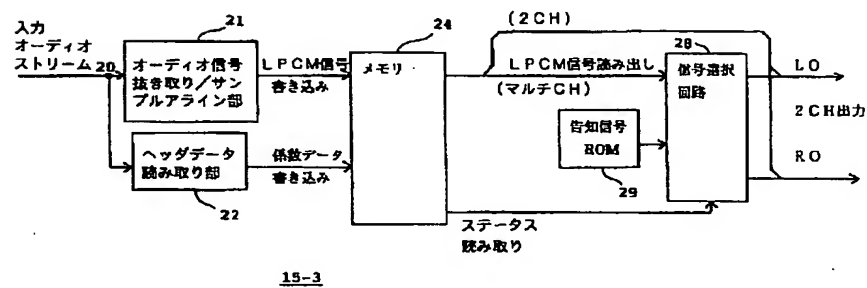 入力
オーディオ
ストリーム 20
21
オーディオ信号
抜き取り／サン
プルアライン部
LPCM信号
書き込み
22
ヘッダデータ
読み取り部
係数データ
書き込み
24
メモリ
(2CH)
LPCM信号読み出し
(マルチCH)
告知信号
ROM
29
28
信号選択
回路
LO
2CH出力
RO
ステータス
読み取り
15-3